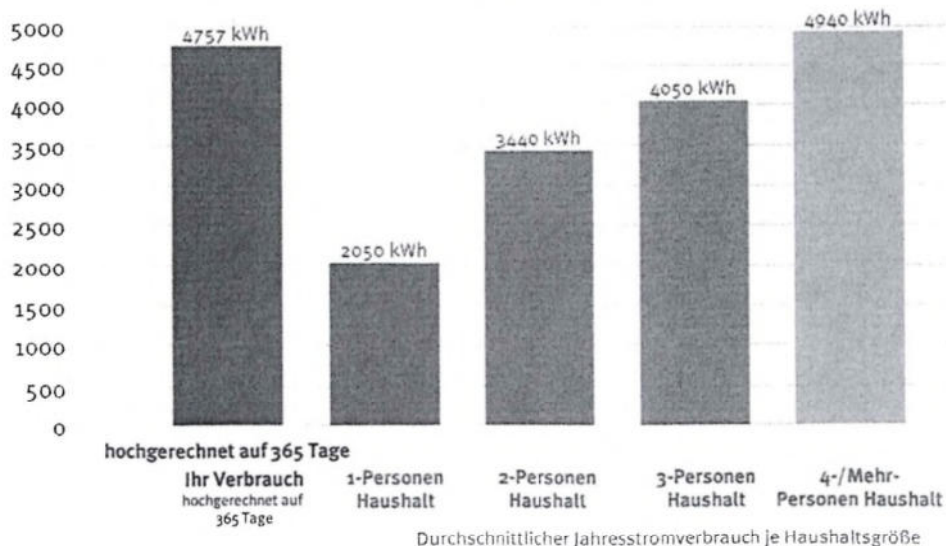 5000
4500
4000
3500
3000
2500
2000
1500
1000
500
0
4757 kWh
2050 kWh
3440 kWh
4050 kWh
4940 kWh
hochgerechnet auf 365 Tage
Ihr Verbrauch
hochgerechnet auf
365 Tage
1-Personen
Haushalt
2-Personen
Haushalt
3-Personen
Haushalt
4-/Mehr-
Personen Haushalt
Durchschnittlicher Jahresstromverbrauch je Haushaltsgröße